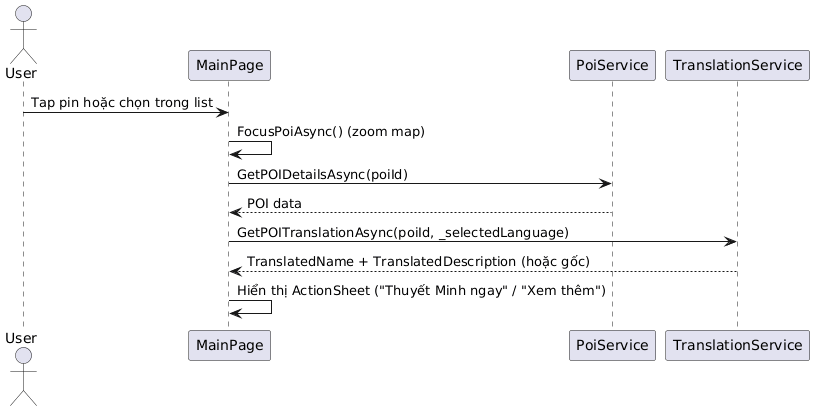 User
MainPage
PoiService
TranslationService
Tap pin hoặc chọn trong list
FocusPoiAsync() (zoom map)
GetPOIDetailsAsync(poiId)
POI data
GetPOITranslationAsync(poiId, _selectedLanguage)
TranslatedName + TranslatedDescription (hoặc gốc)
Hiển thị ActionSheet ("Thuyết Minh ngay" / "Xem thêm")
User
MainPage
PoiService
TranslationService